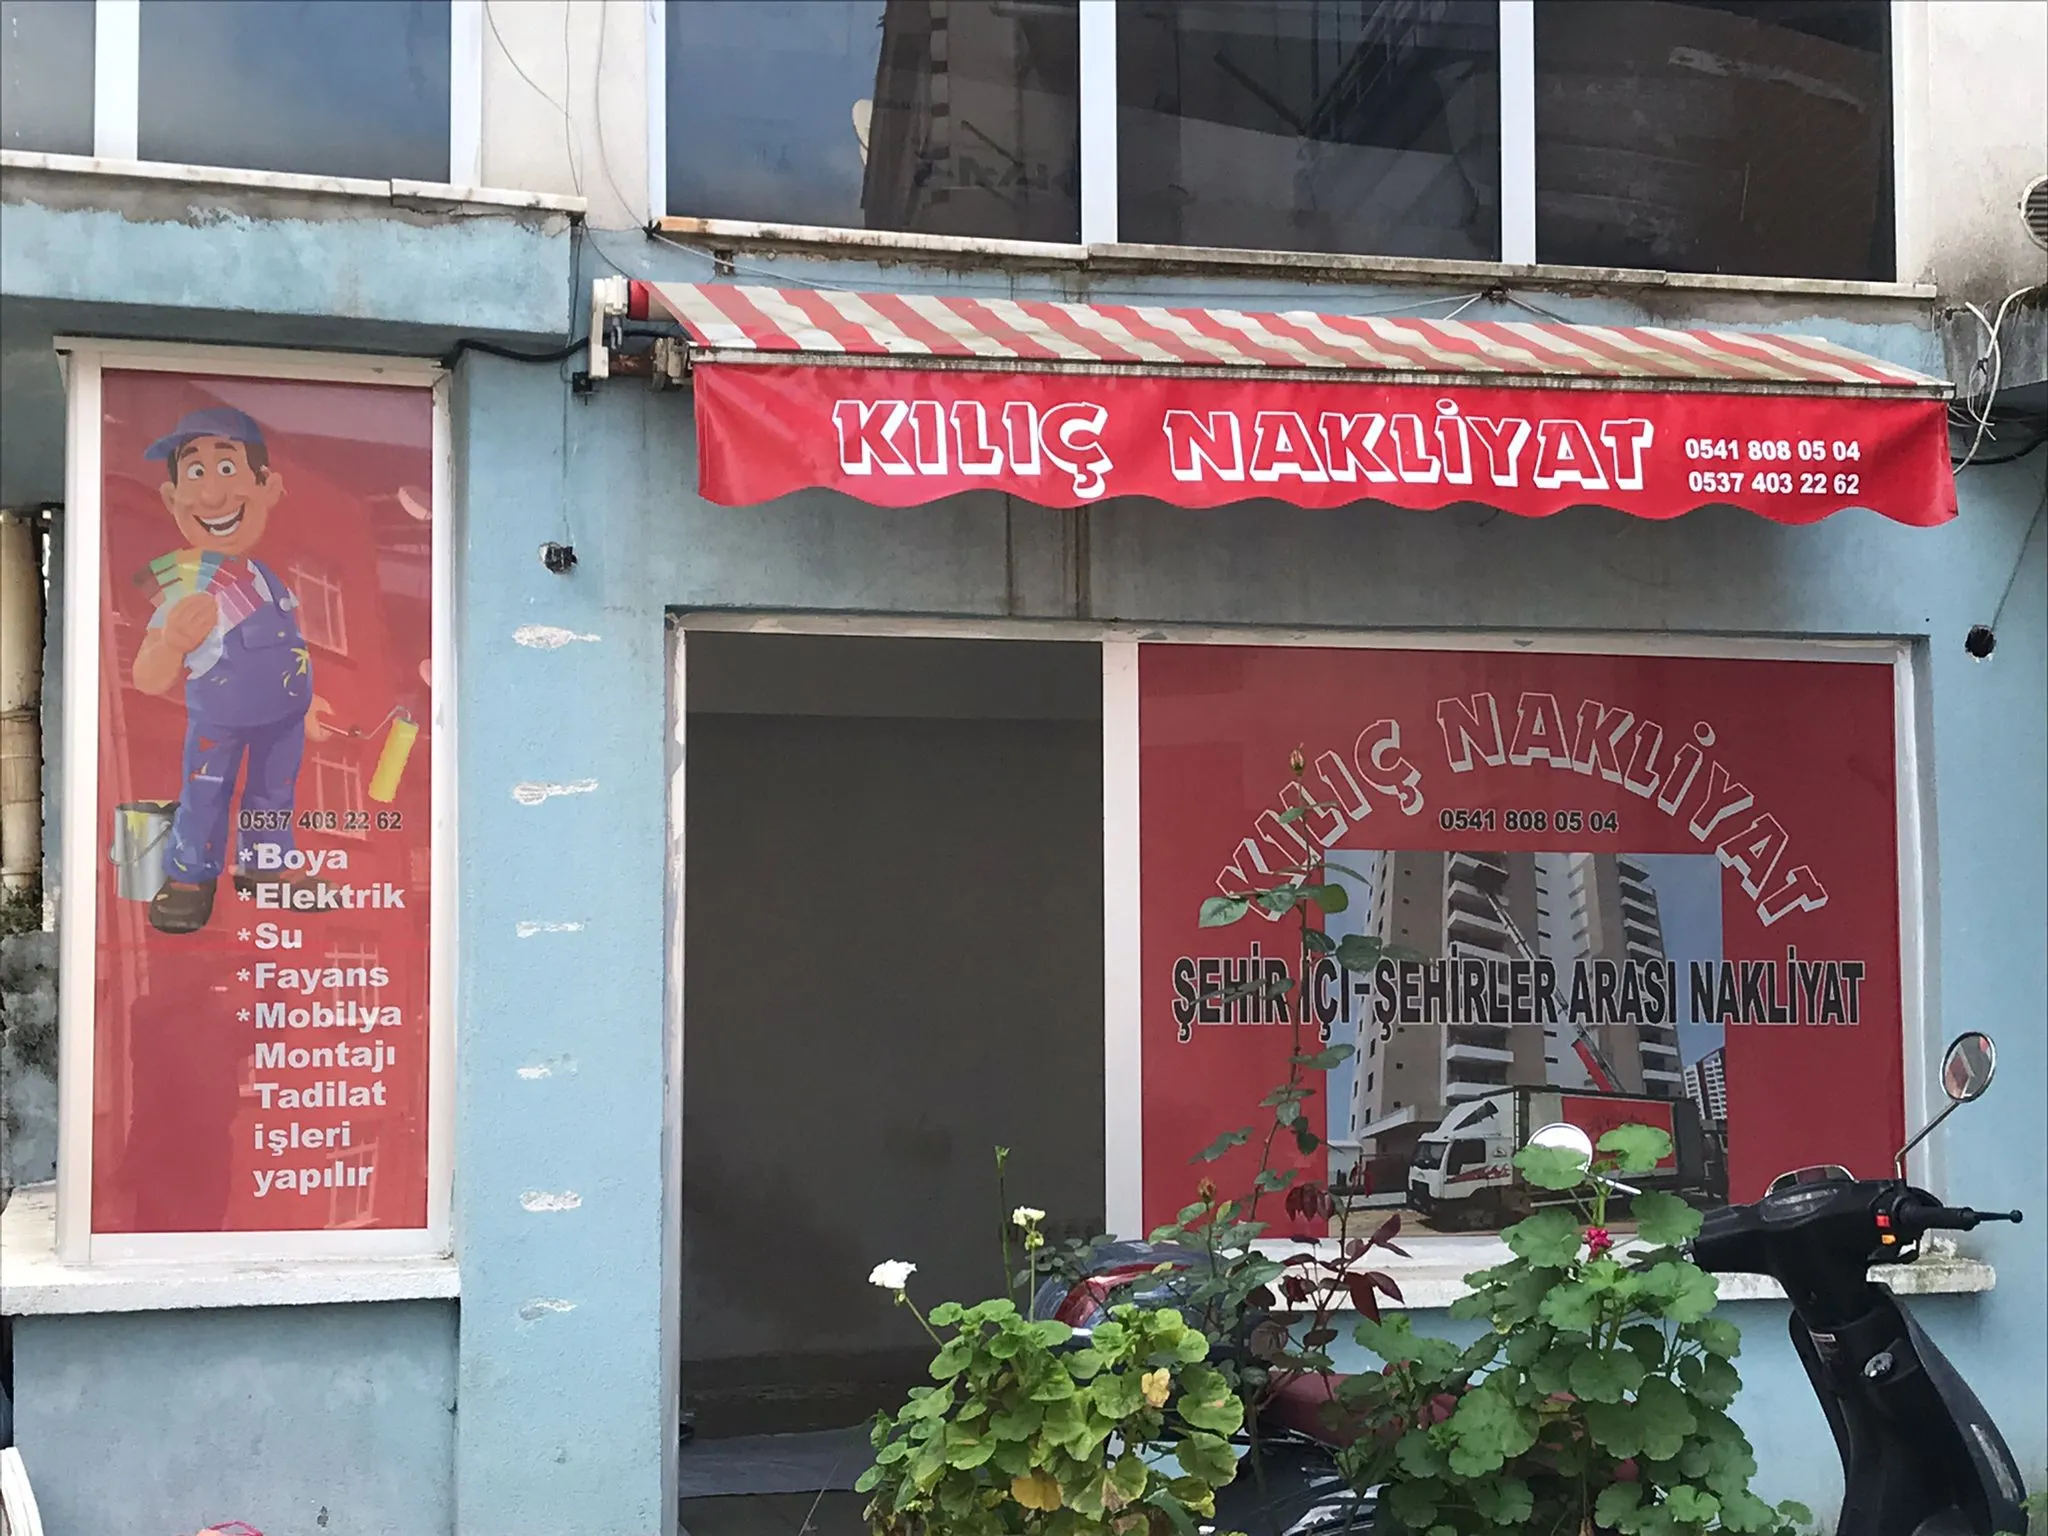 KILIÇ NAKLİYAT
0541 808 05 04
0537 403 22 62
0537 403 22 62
*Boya
*Elektrik
*Su
*Fayans
*Mobilya
Montajı
Tadilat
işleri
yapılır
KILIÇ NAKLİYAT
0541 808 05 04
ŞEHİR İÇİ-ŞEHİRLER ARASI NAKLİYAT